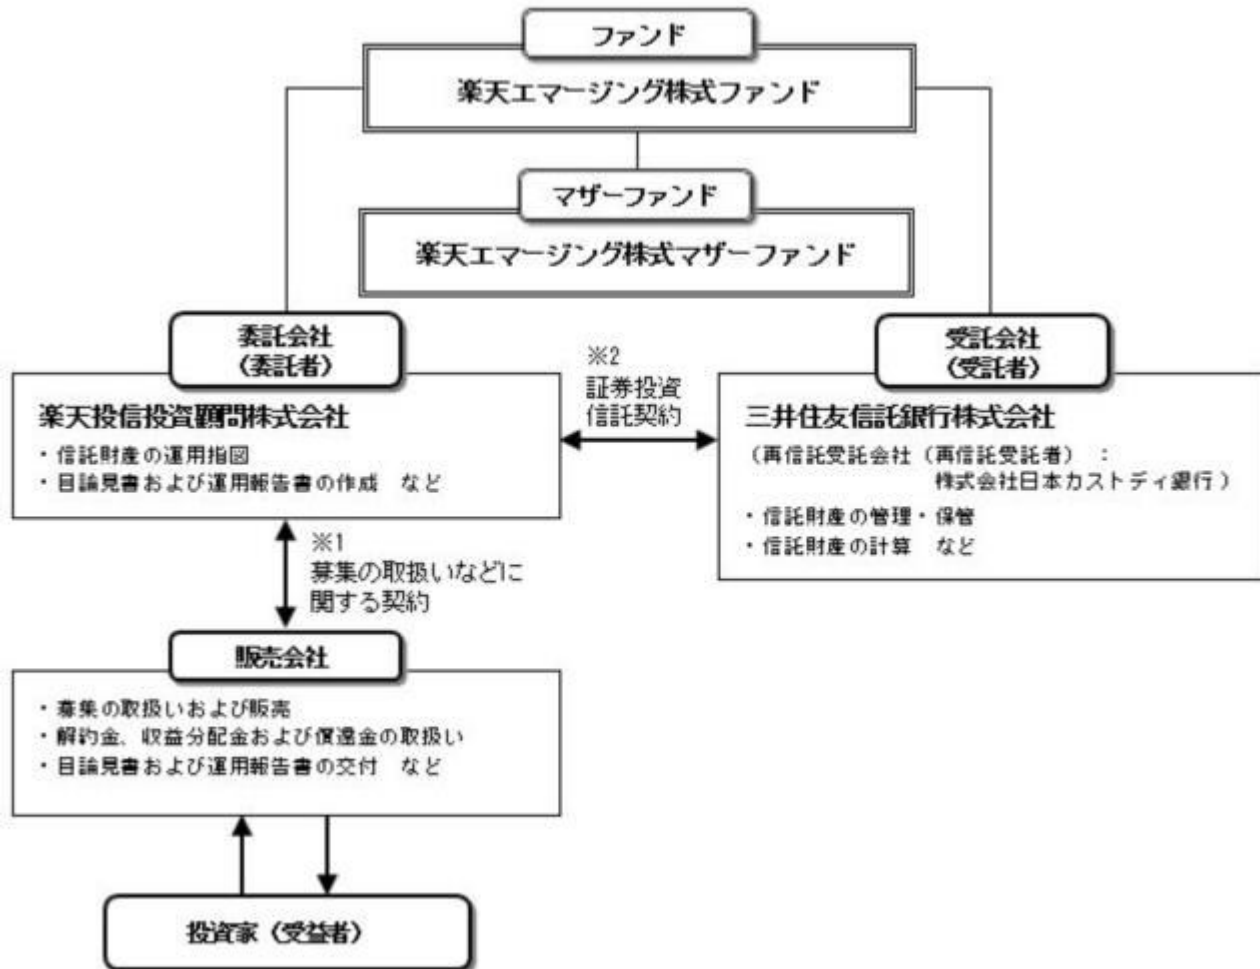 ファンド
楽天エマージング株式ファンド
マザーファンド
楽天エマージング株式マザーファンド
委託会社
（委託者）
楽天投信投資顧問株式会社
・信託財産の運用指図
・目論見書および運用報告書の作成　など
※2
証券投資
信託契約
受託会社
（受託者）
三井住友信託銀行株式会社
（再信託受託会社（再信託受託者）：
株式会社日本カストディ銀行）
・信託財産の管理・保管
・信託財産の計算　など
※1
募集の取扱いなどに
関する契約
販売会社
・募集の取扱いおよび販売
・解約金、収益分配金および償還金の取扱い
・目論見書および運用報告書の交付　など
投資家（受益者）